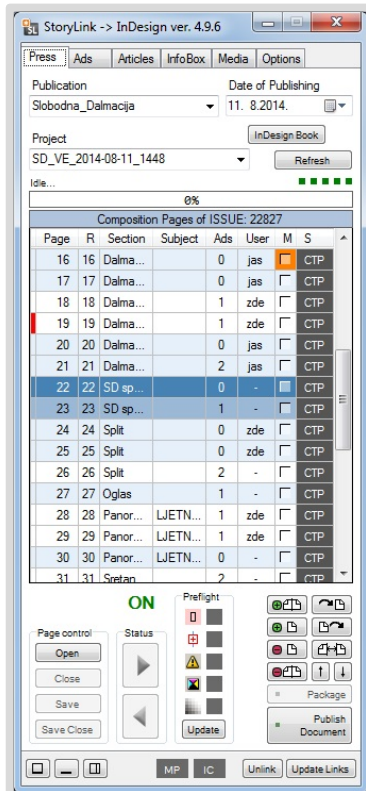 StoryLink -> InDesign ver. 4.9.6
Press Ads Articles InfoBox Media Options
Publication Date of Publishing
Slobodna_Dalmacija 11. 8.2014.
Project InDesign Book
SD_VE_2014-08-11_1448 Refresh
Idle...
0%
Composition Pages of ISSUE: 22827
Page R Section Subject Ads User M S
16 16 Dalma... 0 jas CTP
17 17 Dalma... 0 jas CTP
18 18 Dalma... 1 zde CTP
19 19 Dalma... 1 zde CTP
20 20 Dalma... 0 jas CTP
21 21 Dalma... 2 jas CTP
22 22 SD sp... 0 - CTP
23 23 SD sp... 1 - CTP
24 24 Split 0 zde CTP
25 25 Split 0 zde CTP
26 26 Split 2 - CTP
27 27 Oglas 1 - CTP
28 28 Panor... LJETN... 1 zde CTP
29 29 Panor... LJETN... 1 zde CTP
30 30 Panor... LJETN... 0 - CTP
31 31 Sretan 2 - CTP
ON Preflight
Page control Status
Open
Close
Save
Save Close Update
Package
Publish
Document
MP IC Unlink Update Links